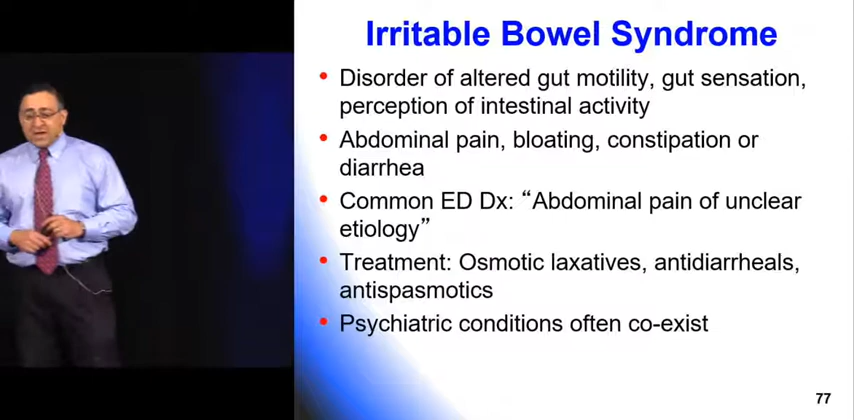 Irritable Bowel Syndrome
• Disorder of altered gut motility, gut sensation,
perception of intestinal activity
• Abdominal pain, bloating, constipation or
diarrhea
• Common ED Dx: “Abdominal pain of unclear
etiology”
• Treatment: Osmotic laxatives, antidiarrheals,
antispasmotics
• Psychiatric conditions often co-exist
77